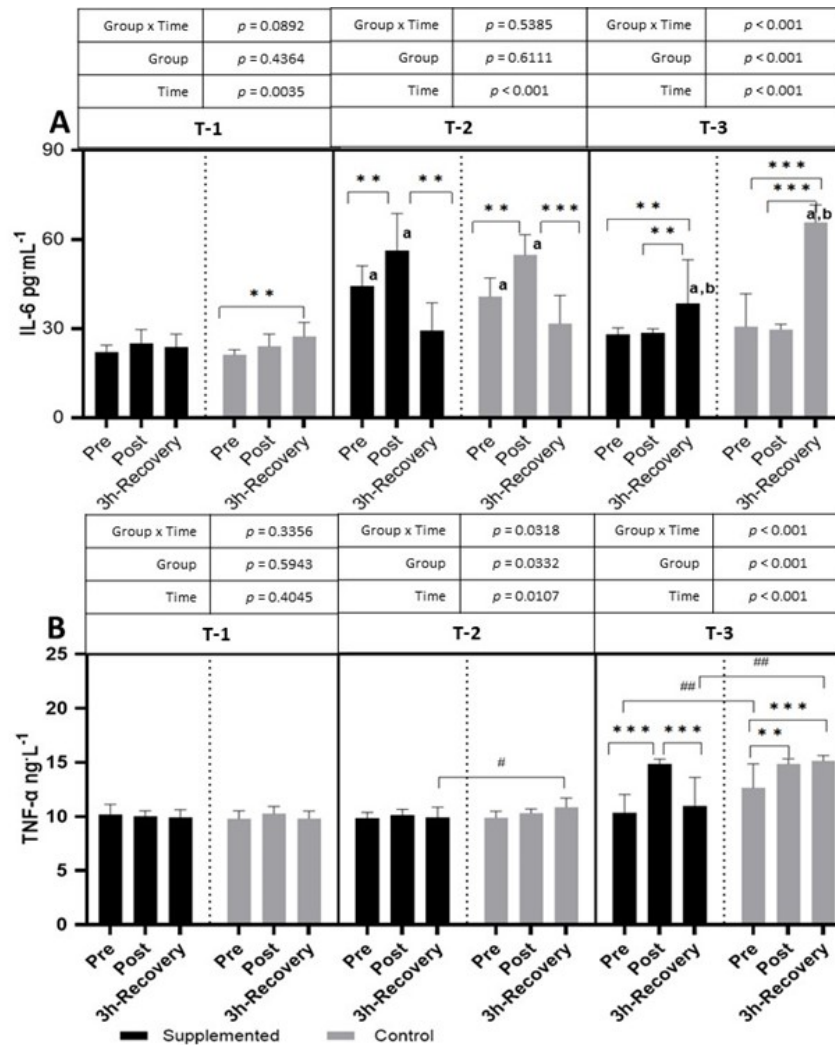 Group x Time p = 0.0892 Group x Time p = 0.5385 Group x Time p < 0.001
Group p = 0.4364 Group p = 0.6111 Group p < 0.001
Time p = 0.0035 Time p < 0.001 Time p < 0.001
A T-1 T-2 T-3
90
60
30
0
IL-6 pg·mL⁻¹
**
** **
a a
** ***
a a
**
**
a,b
***
***
a,b
Pre Post 3h-Recovery Pre Post 3h-Recovery Pre Post 3h-Recovery Pre Post 3h-Recovery Pre Post 3h-Recovery Pre Post 3h-Recovery
Group x Time p = 0.3356 Group x Time p = 0.0318 Group x Time p < 0.001
Group p = 0.5943 Group p = 0.0332 Group p < 0.001
Time p = 0.4045 Time p = 0.0107 Time p < 0.001
B T-1 T-2 T-3
25
20
15
10
5
0
TNF-α ng·L⁻¹
#
##
##
*** ***
***
**
Pre Post 3h-Recovery Pre Post 3h-Recovery Pre Post 3h-Recovery Pre Post 3h-Recovery Pre Post 3h-Recovery Pre Post 3h-Recovery
Supplemented Control